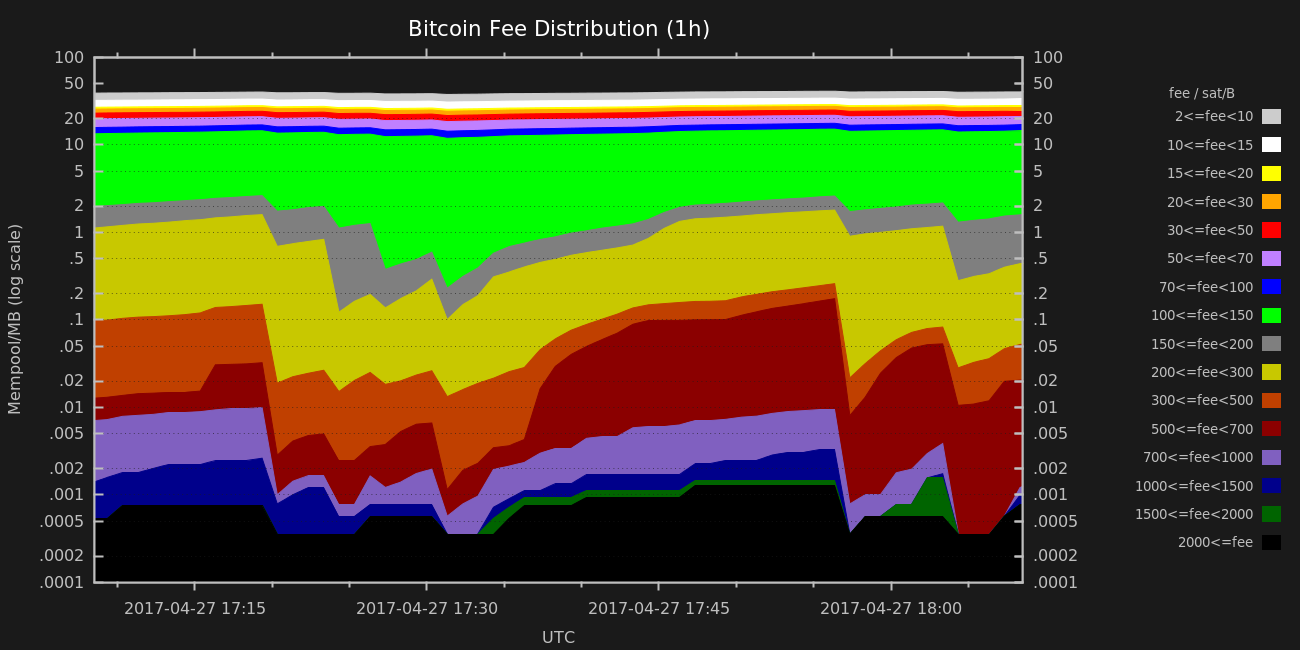 Bitcoin Fee Distribution (1h)
100 100
50 50
20 20
10 10
5 5
2 2
1 1
.5 .5
.2 .2
.1 .1
.05 .05
.02 .02
.01 .01
.005 .005
.002 .002
.001 .001
.0005 .0005
.0002 .0002
.0001 .0001
Mempool/MB (log scale)
2017-04-27 17:15 2017-04-27 17:30 2017-04-27 17:45 2017-04-27 18:00
UTC
fee / sat/B
2<=fee<10
10<=fee<15
15<=fee<20
20<=fee<30
30<=fee<50
50<=fee<70
70<=fee<100
100<=fee<150
150<=fee<200
200<=fee<300
300<=fee<500
500<=fee<700
700<=fee<1000
1000<=fee<1500
1500<=fee<2000
2000<=fee